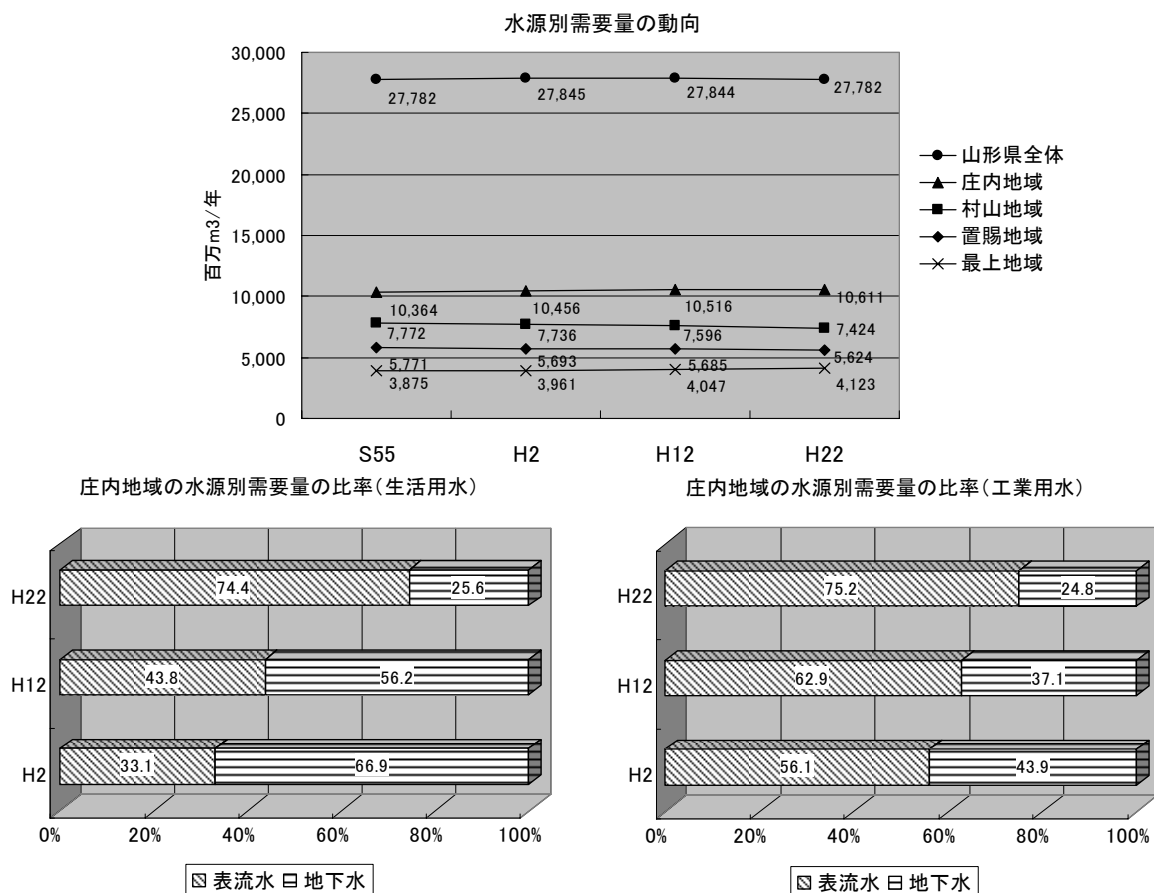 水源別需要量の動向
30,000
25,000
20,000
15,000
10,000
5,000
0
百万m3/年
27,782 27,845 27,844 27,782
10,364 10,456 10,516 10,611
7,772 7,736 7,596 7,424
5,771 5,693 5,685 5,624
3,875 3,961 4,047 4,123
S55 H2 H12 H22
山形県全体
庄内地域
村山地域
置賜地域
最上地域
庄内地域の水源別需要量の比率(生活用水)
H22 74.4 25.6
H12 43.8 56.2
H2 33.1 66.9
0% 20% 40% 60% 80% 100%
表流水 地下水
庄内地域の水源別需要量の比率(工業用水)
H22 75.2 24.8
H12 62.9 37.1
H2 56.1 43.9
0% 20% 40% 60% 80% 100%
表流水 地下水